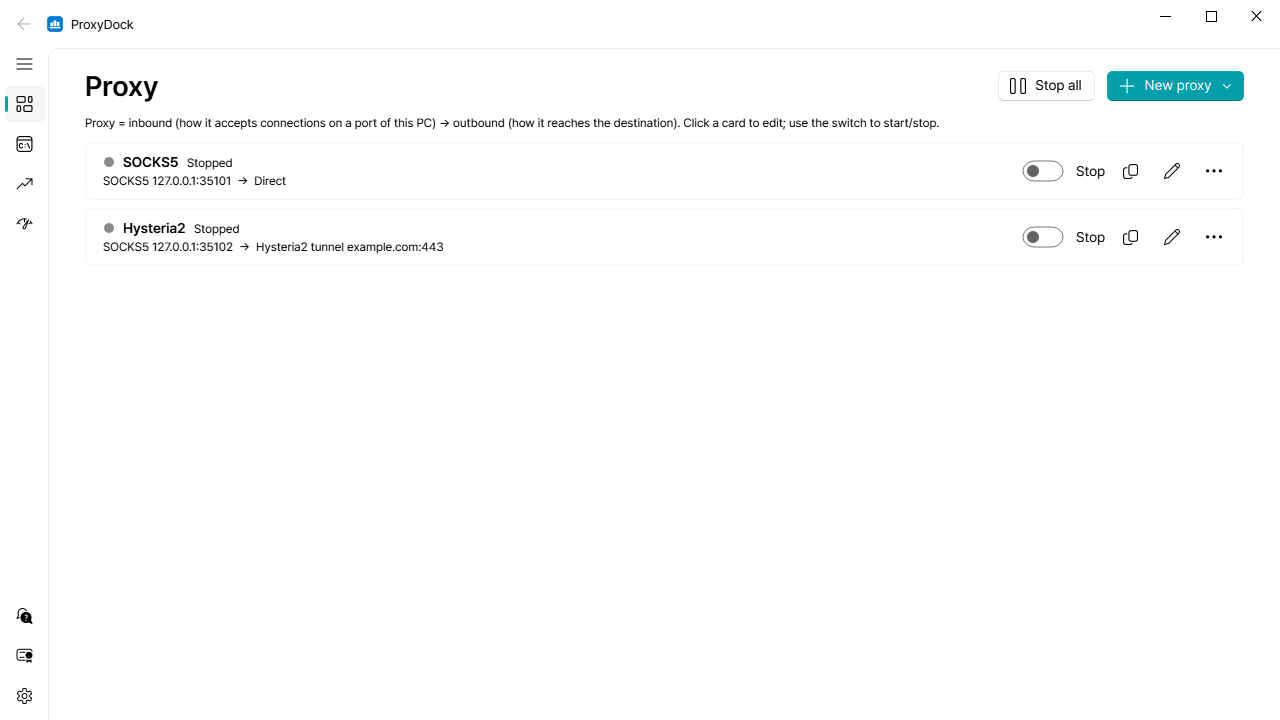 ProxyDock
Proxy
Stop all
New proxy
Proxy = inbound (how it accepts connections on a port of this PC) → outbound (how it reaches the destination). Click a card to edit; use the switch to start/stop.
SOCKS5 Stopped
SOCKS5 127.0.0.1:35101 → Direct
Stop
Hysteria2 Stopped
SOCKS5 127.0.0.1:35102 → Hysteria2 tunnel example.com:443
Stop